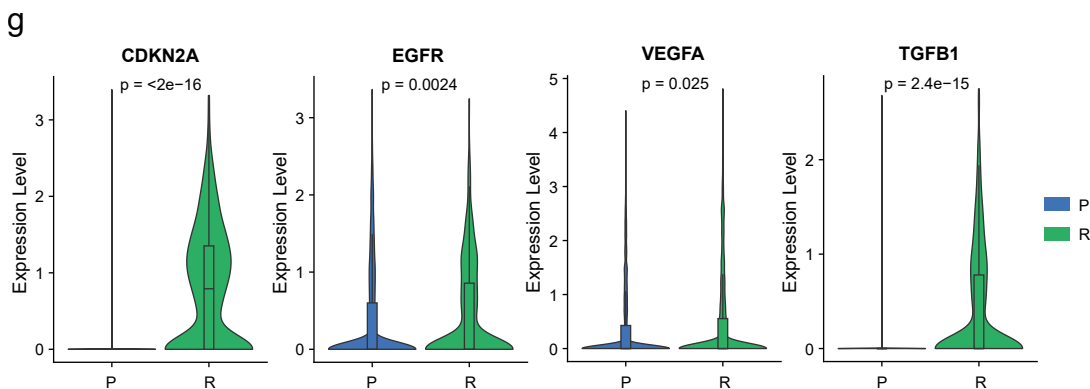 g
CDKN2A
p = <2e−16
Expression Level
3
2
1
0
P
R
EGFR
p = 0.0024
Expression Level
3
2
1
0
P
R
VEGFA
p = 0.025
Expression Level
5
4
3
2
1
0
P
R
TGFB1
p = 2.4e−15
Expression Level
2
1
0
P
R
P
R